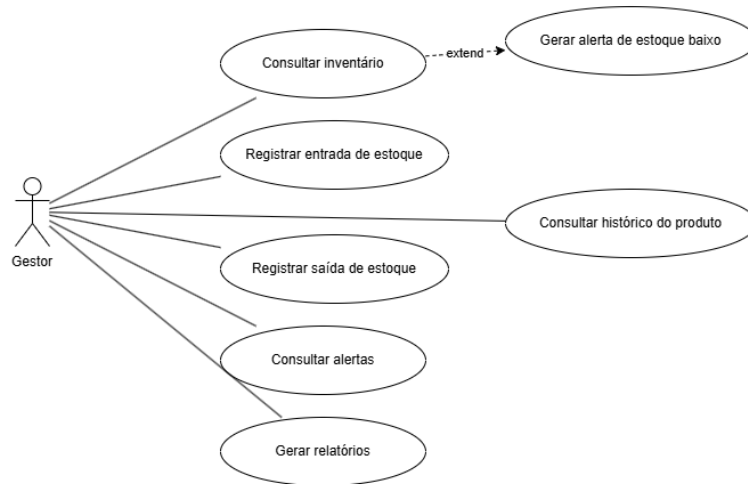 Gerar alerta de estoque baixo
Consultar inventário
extend
Registrar entrada de estoque
Consultar histórico do produto
Gestor
Registrar saída de estoque
Consultar alertas
Gerar relatórios